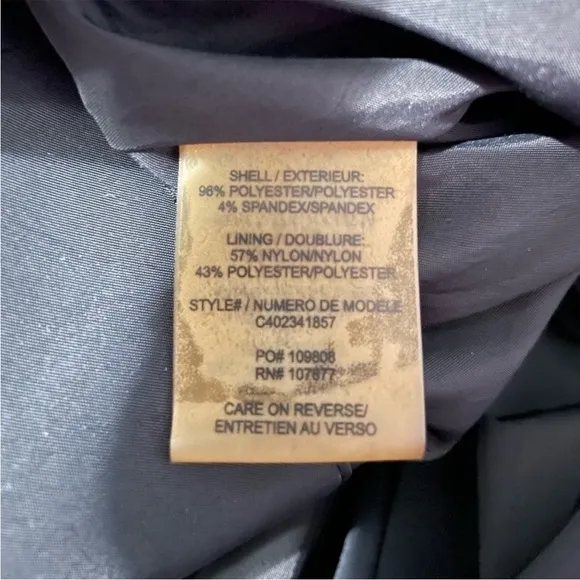 SHELL / EXTERIEUR:
96% POLYESTER/POLYESTER
4% SPANDEX/SPANDEX
LINING / DOUBLURE:
57% NYLON/NYLON
43% POLYESTER/POLYESTER
STYLE# / NUMERO DE MODELE
C402341857
PO# 109808
RN# 107877
CARE ON REVERSE/
ENTRETIEN AU VERSO